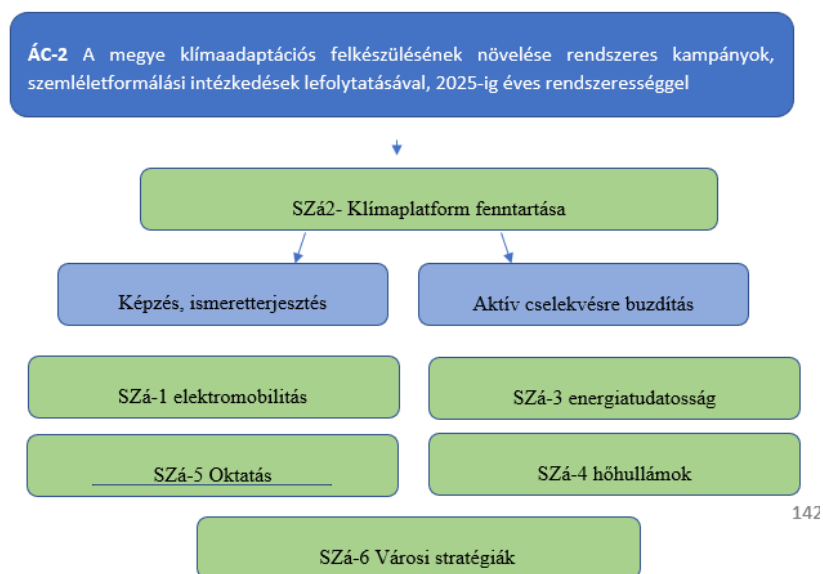 ÁC-2 A megye klímaadaptációs felkészülésének növelése rendszeres kampányok,
szemléletformálási intézkedések lefolytatásával, 2025-ig éves rendszerességgel
SZá2- Klímaplatform fenntartása
Képzés, ismeretterjesztés
Aktív cselekvésre buzdítás
SZá-1 elektromobilitás
SZá-3 energiatudatosság
SZá-5 Oktatás
SZá-4 hőhullámok
142
SZá-6 Városi stratégiák